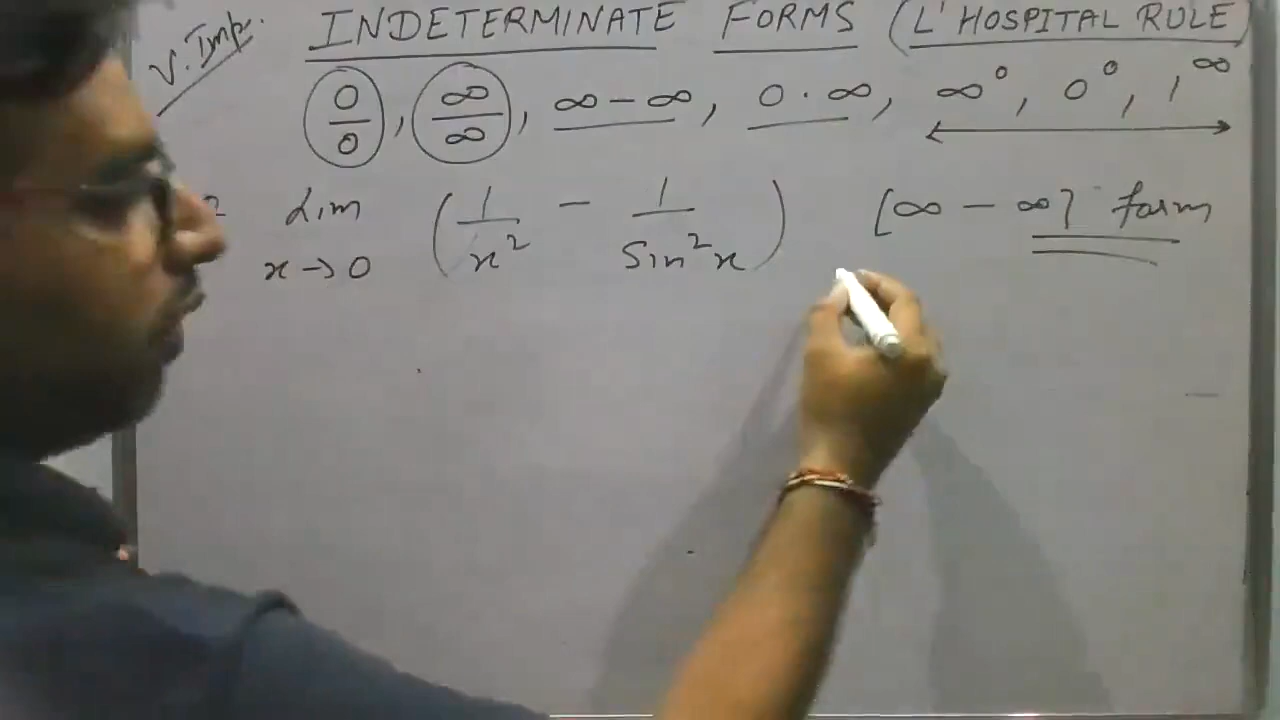 V. Imp.
INDETERMINATE FORMS (L'HOSPITAL RULE)
0/0, ∞/∞, ∞ - ∞, 0 · ∞, ∞⁰, 0⁰, 1^∞
Lim x→0 (1/x² - 1/Sin²x) [∞ - ∞] form